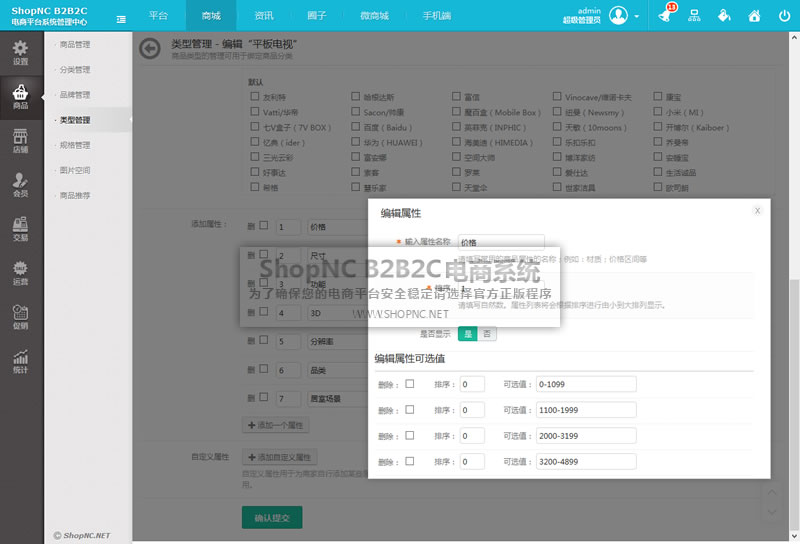 ShopNC B2B2C
电商平台系统管理中心
平台 商城 资讯 圈子 微商城 手机端
admin
超级管理员
13
设置
商品
店铺
会员
交易
运营
促销
统计
商品管理
分类管理
品牌管理
类型管理
规格管理
图片空间
商品推荐
© ShopNC.NET
类型管理 - 编辑“平板电视”
商品类型的管理可用于绑定商品分类
默认
友利特 哈根达斯 富信 Vinocave/维诺卡夫 康宝
Vatti/华帝 Sacon/帅康 魔百盒（Mobile Box） 纽曼（Newsmy） 小米（MI）
七V盒子（7V BOX） 百度（Baidu） 英菲克（INPHIC） 天敏（10moons） 开博尔（Kaiboer）
亿典（ider） 华为（HUAWEI） 海美迪（HIMEDIA） 乐扣乐扣 乔曼帝
三光云彩 富安娜 空间大师 博洋家纺 安睡宝
好事达 索客 罗莱 爱仕达 生活诚品
希格 慧乐家 天堂伞 世家洁具 欧司朗
添加属性： 删 1 价格
删 2 尺寸
删 3 功能
删 4 3D
删 5 分辨率
删 6 品类
删 7 居室场景
添加一个属性
自定义属性 添加自定义属性
自定义属性用于为商家自行添加某些
用。
确认提交
编辑属性 X
输入属性名称 价格
请填写常用的商品属性的名称；例如：材质；价格区间等
排序 1
请填写自然数。属性列表将会根据排序进行由小到大排列显示。
是否显示 是 否
编辑属性可选值
删除： 排序： 0 可选值： 0-1099
删除： 排序： 0 可选值： 1100-1999
删除： 排序： 0 可选值： 2000-3199
删除： 排序： 0 可选值： 3200-4899
ShopNC B2B2C电商系统
为了确保您的电商平台安全稳定请选择官方正版程序
WWW.SHOPNC.NET